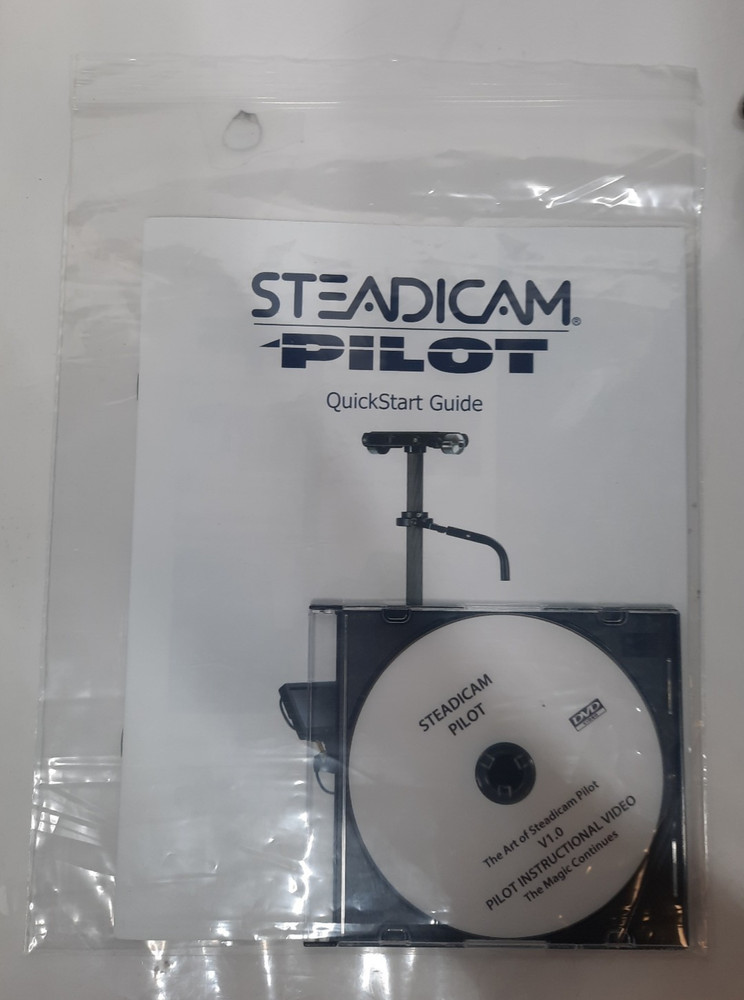 STEADICAM®
PILOT
QuickStart Guide
STEADICAM
PILOT
DVD
The Art of Steadicam Pilot
V1.0
PILOT INSTRUCTIONAL VIDEO
The Magic Continues